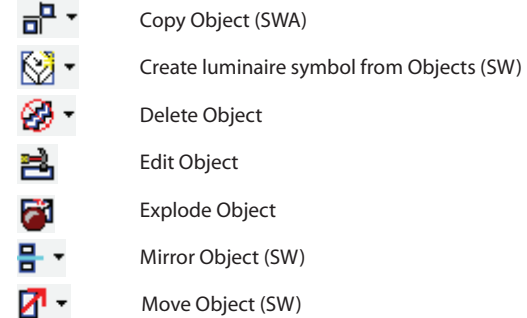 Copy Object (SWA)
Create luminaire symbol from Objects (SW)
Delete Object
Edit Object
Explode Object
Mirror Object (SW)
Move Object (SW)